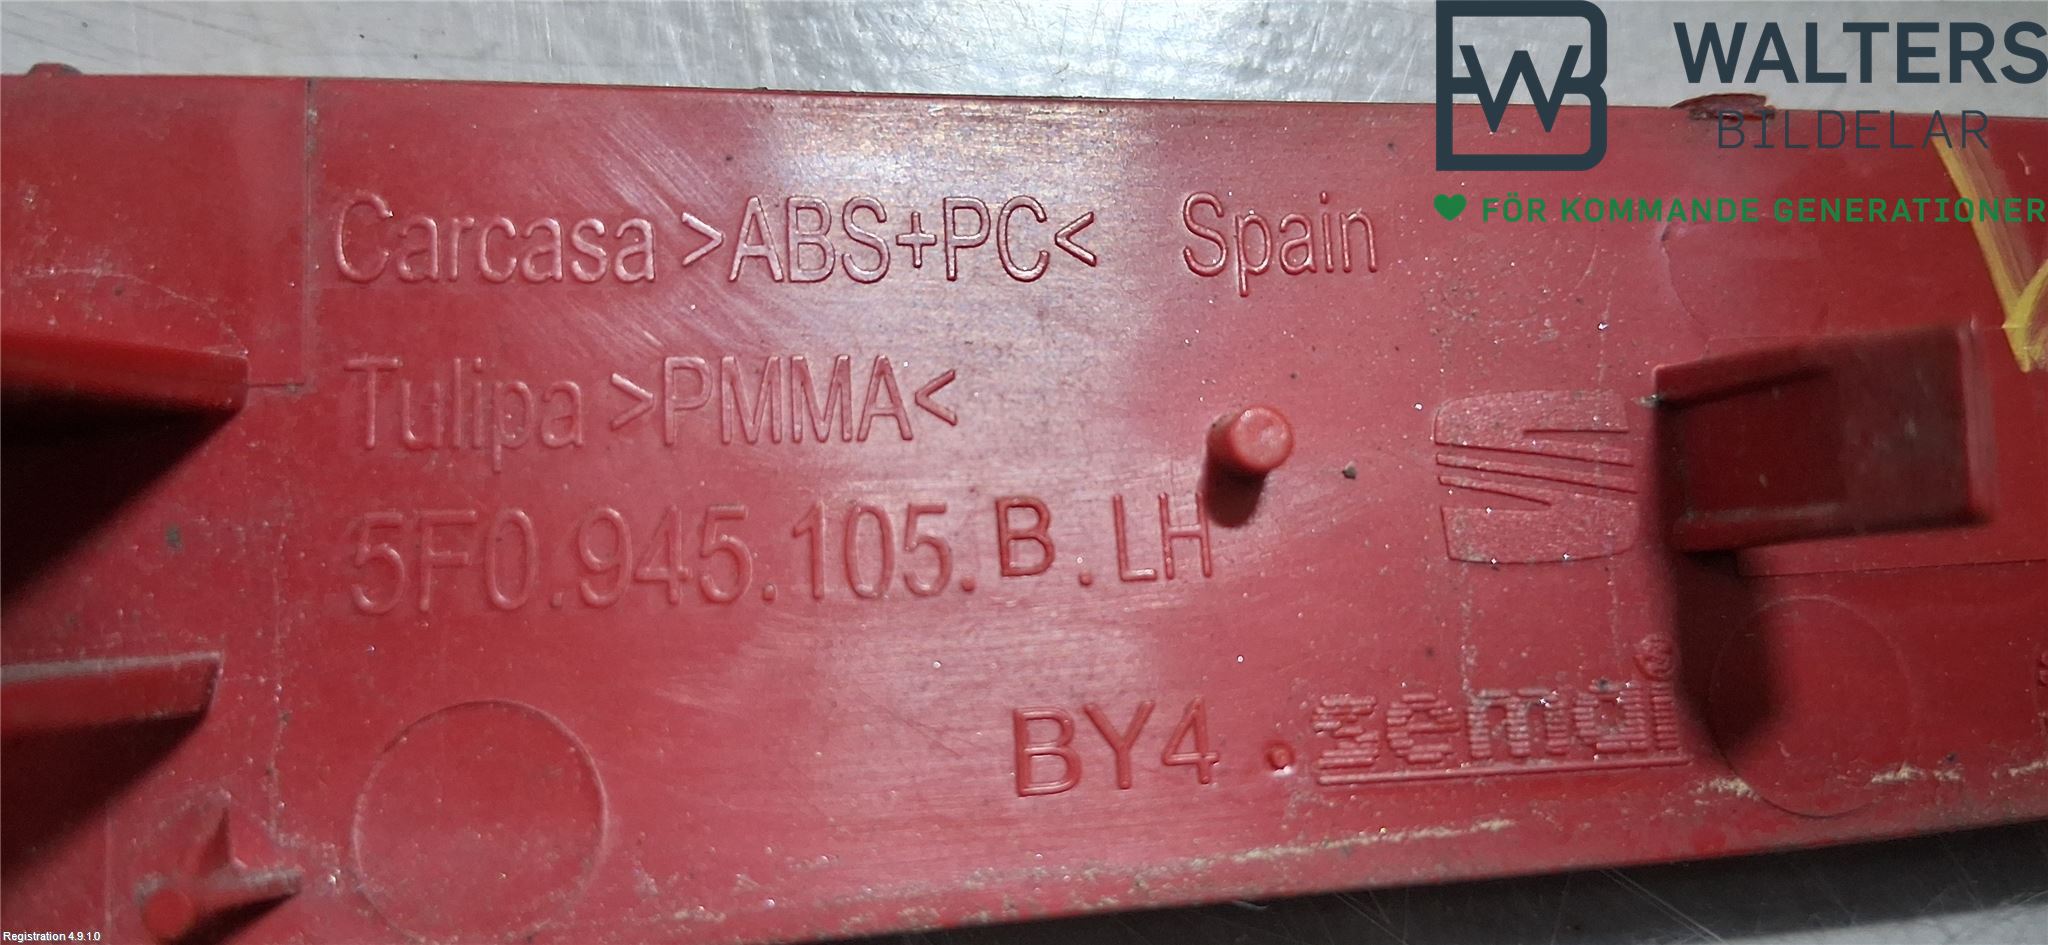 WALTERS
BILDELAR
FÖR KOMMANDE GENERATIONER
Carcasa >ABS+PC< Spain
Tulipa >PMMA<
5F0.945.105.B.LH
BY4.
Registration 4.9.1.0